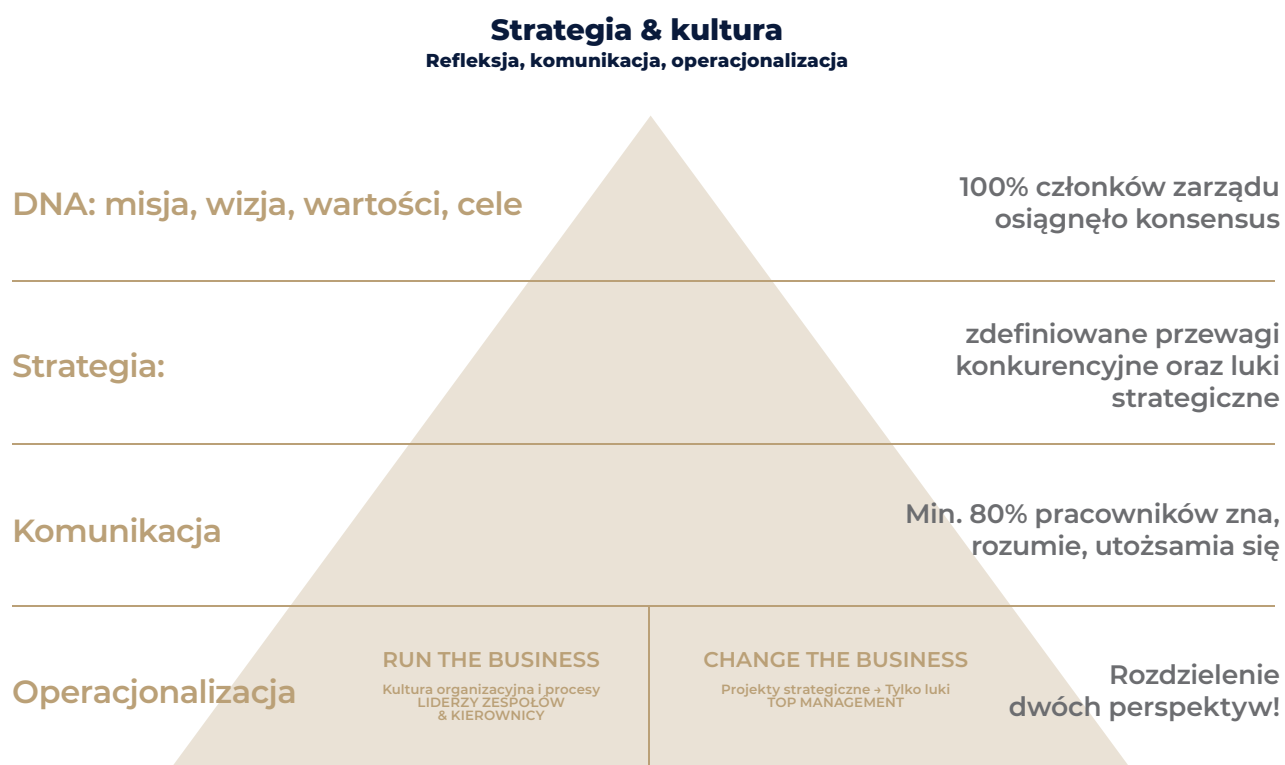 Strategia & kultura
Refleksja, komunikacja, operacjonalizacja
DNA: misja, wizja, wartości, cele
100% członków zarządu
osiągnęło konsensus
Strategia:
zdefiniowane przewagi
konkurencyjne oraz luki
strategiczne
Komunikacja
Min. 80% pracowników zna,
rozumie, utożsamia się
Operacjonalizacja
RUN THE BUSINESS
Kultura organizacyjna i procesy
LIDERZY ZESPOŁÓW
& KIEROWNICY
CHANGE THE BUSINESS
Projekty strategiczne → Tylko luki
TOP MANAGEMENT
Rozdzielenie
dwóch perspektyw!